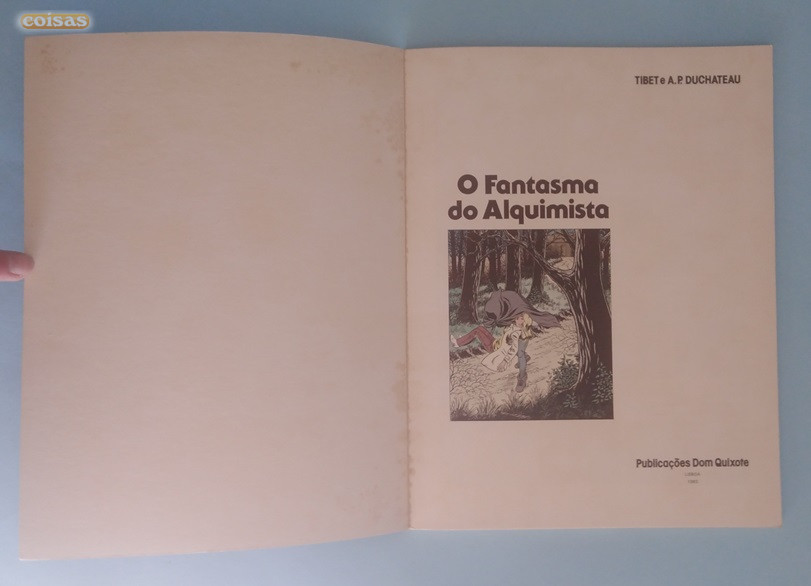 coisas
TIBET e A.P. DUCHATEAU
O Fantasma
do Alquimista
Publicações Dom Quixote